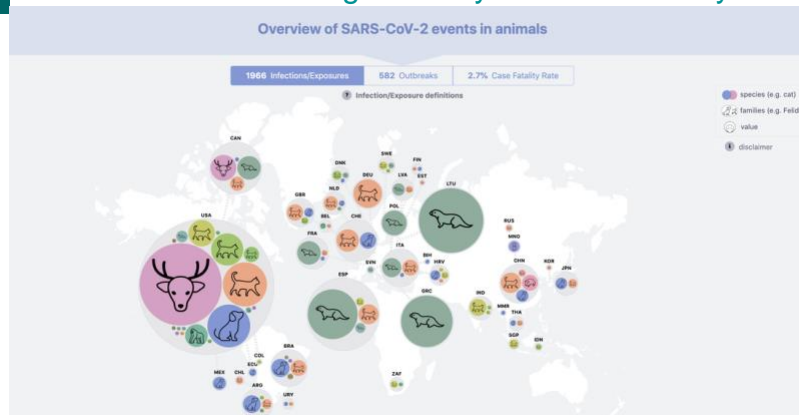 Overview of SARS-CoV-2 events in animals
1966 Infections/Exposures
582 Outbreaks
2.7% Case Fatality Rate
Infection/Exposure definitions
species (e.g. cat)
families (e.g. Felid
value
disclaimer
CAN
USA
MEX
CHL
ECU
COL
ARG
BRA
URY
GBR
DNK
NLD
BEL
FRA
DEU
CHE
SWE
FIN
LVA
EST
POL
LTU
SVN
ITA
BIH
HRV
ESP
GRC
ZAF
RUS
MNG
CHN
KOR
JPN
IND
MMR
THA
SGP
IDN